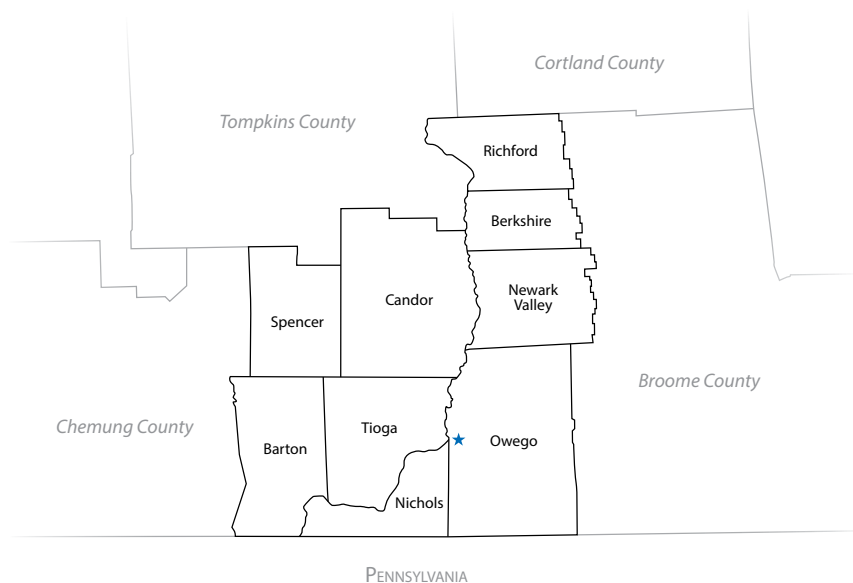 Cortland County
Tompkins County
Richford
Berkshire
Newark
Valley
Candor
Spencer
Broome County
Chemung County
Tioga
Owego
Barton
Nichols
PENNSYLVANIA